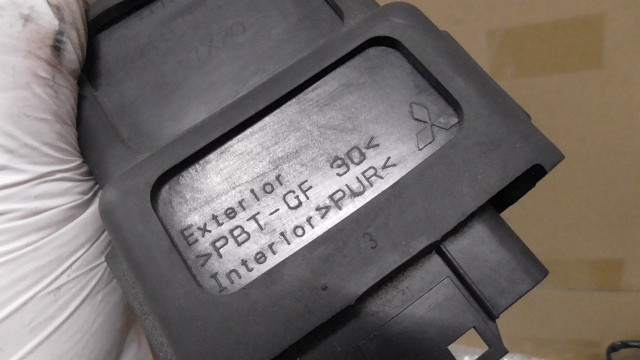 Exterior
>PBT-GF 30<
Interior>PUR<
3